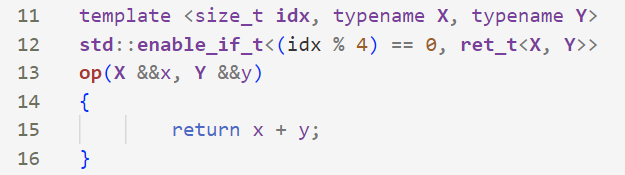 11 template <size_t idx, typename X, typename Y>
12 std::enable_if_t<(idx % 4) == 0, ret_t<X, Y>>
13 op(X &&x, Y &&y)
14 {
15         return x + y;
16 }